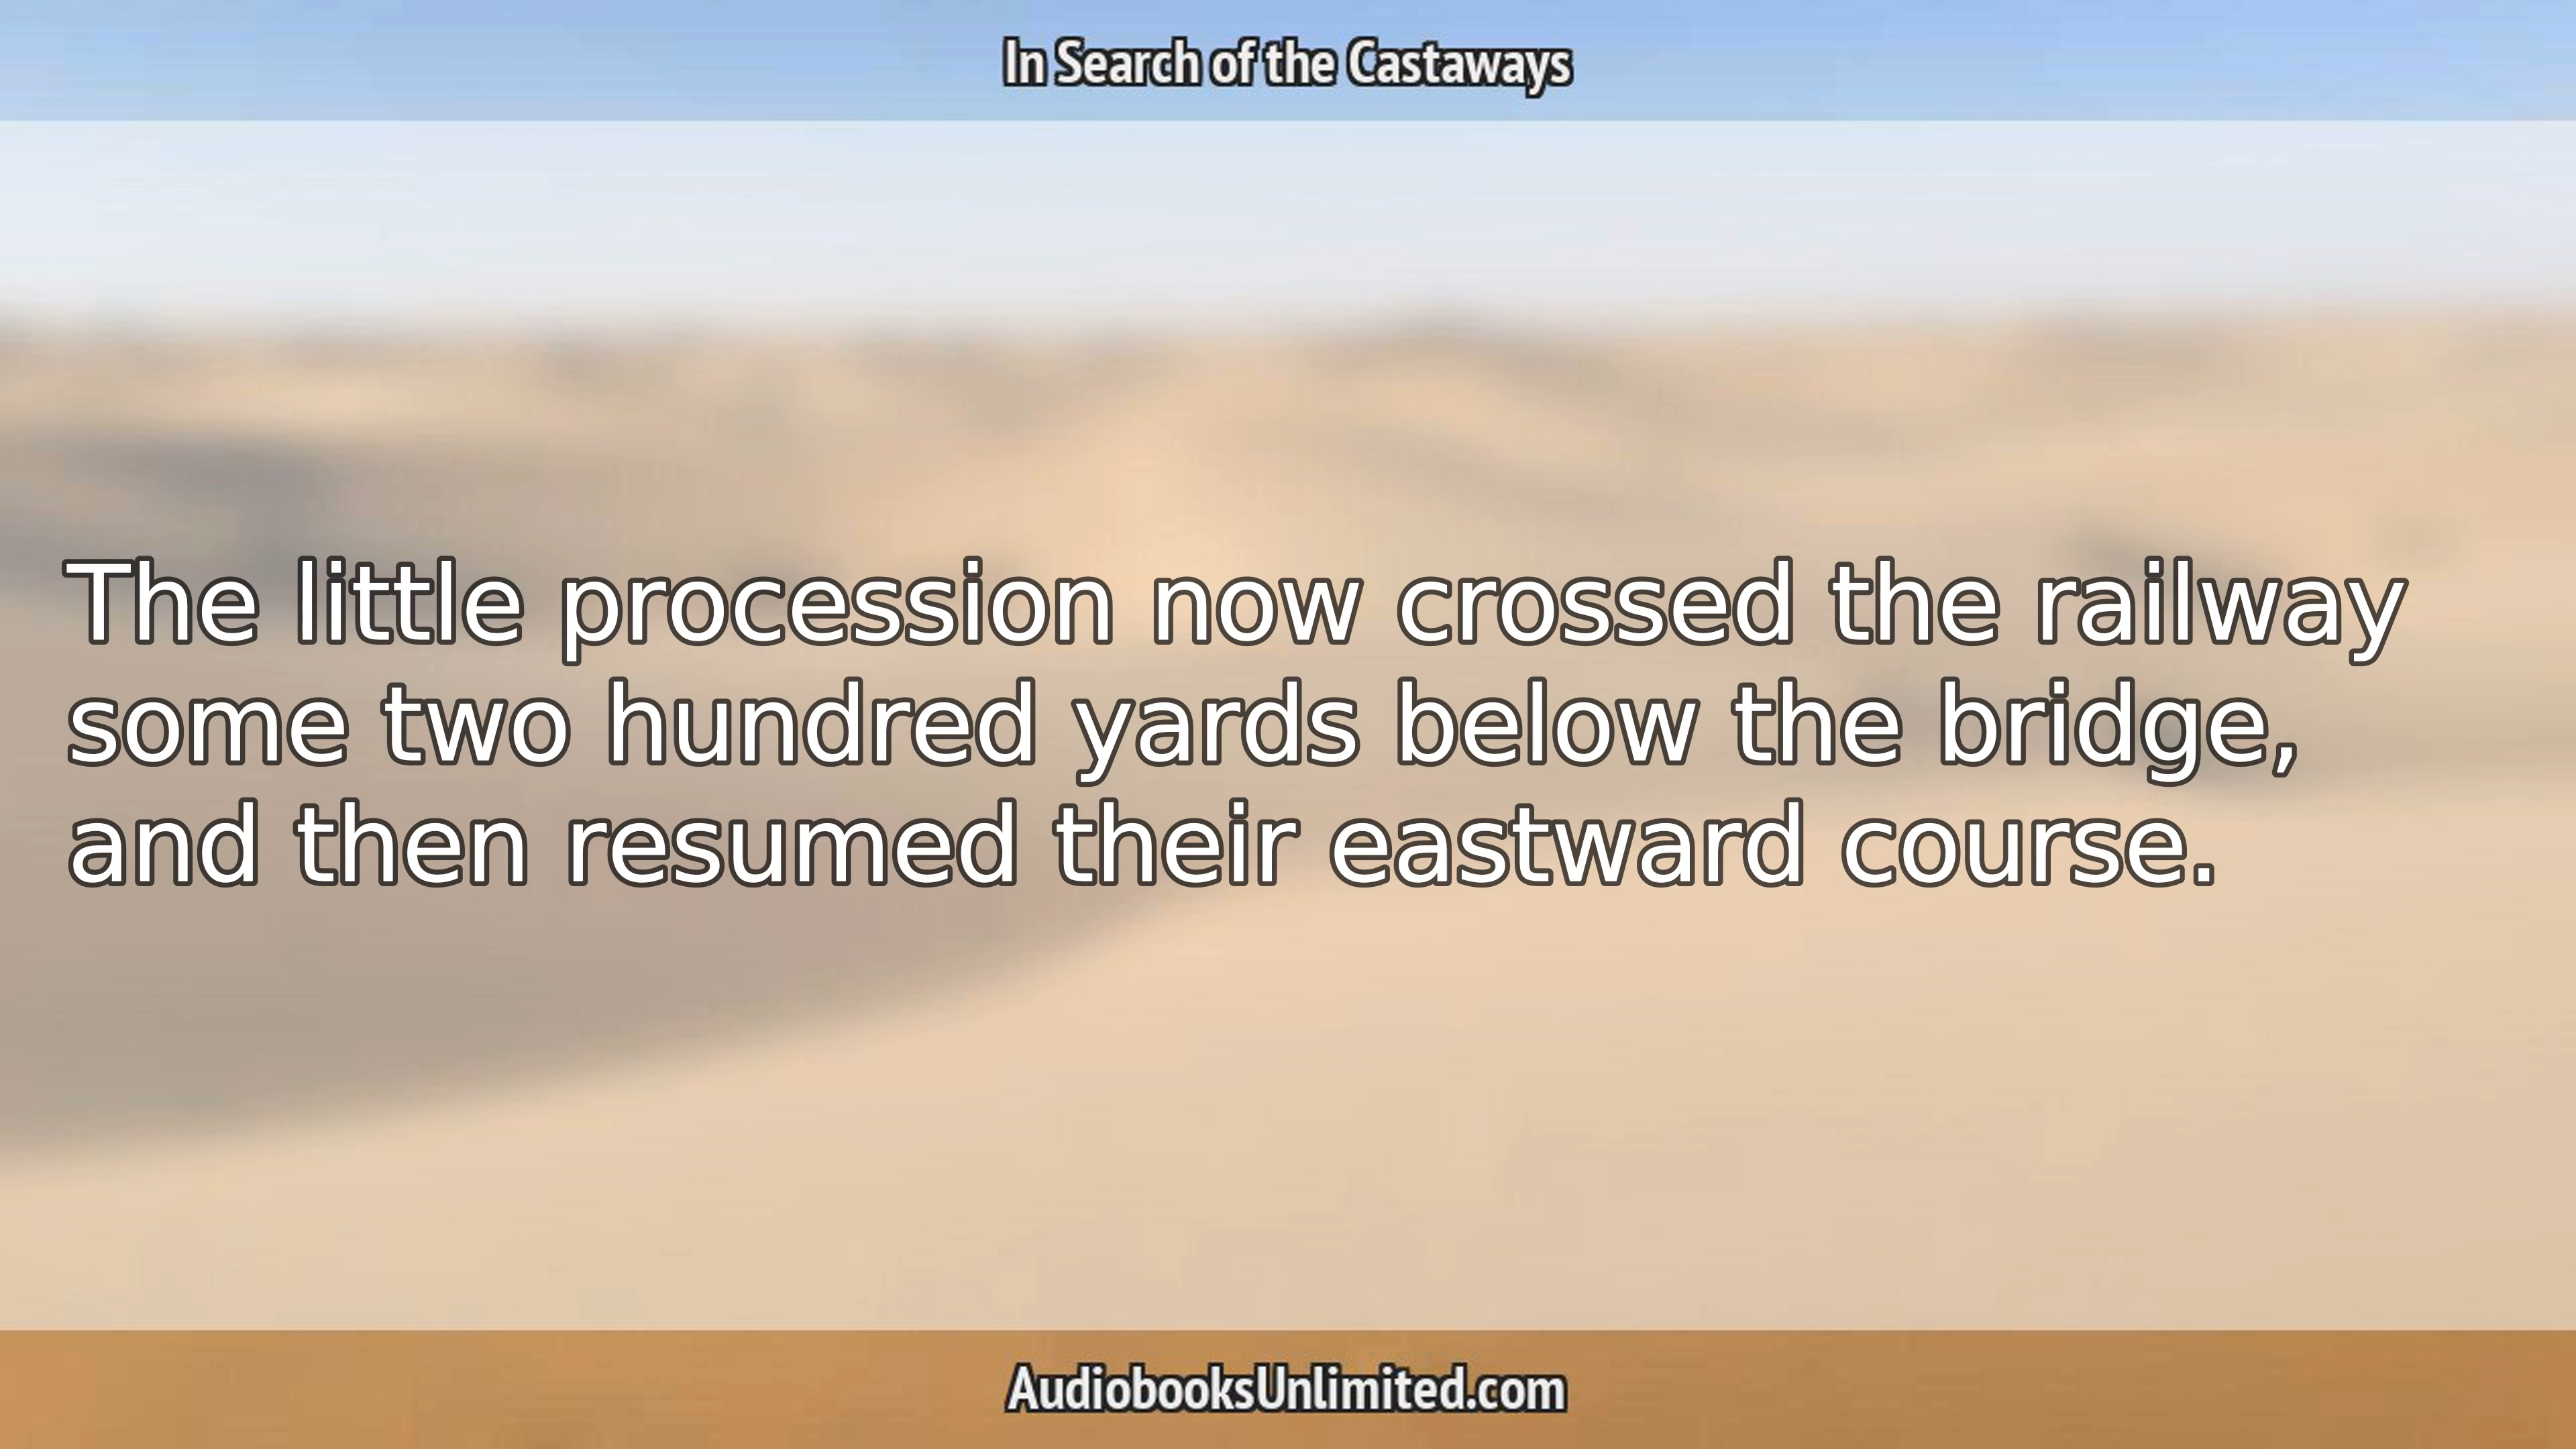 In Search of the Castaways
The little procession now crossed the railway
some two hundred yards below the bridge,
and then resumed their eastward course.
AudiobooksUnlimited.com